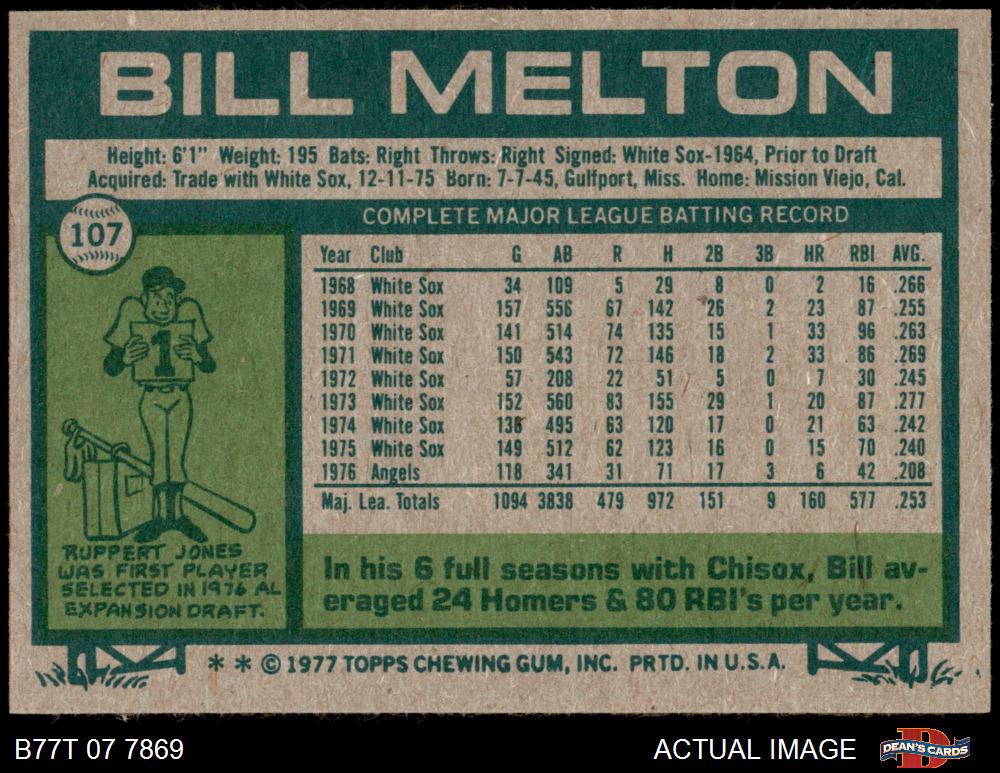 BILL MELTON
Height: 6'1" Weight: 195 Bats: Right Throws: Right Signed: White Sox-1964, Prior to Draft
Acquired: Trade with White Sox, 12-11-75 Born: 7-7-45, Gulfport, Miss. Home: Mission Viejo, Cal.
107
COMPLETE MAJOR LEAGUE BATTING RECORD
Year Club G AB R H 2B 3B HR RBI AVG.
1968 White Sox 34 109 5 29 8 0 2 16 .266
1969 White Sox 157 556 67 142 26 2 23 87 .255
1970 White Sox 141 514 74 135 15 1 33 96 .263
1971 White Sox 150 543 72 146 18 2 33 86 .269
1972 White Sox 57 208 22 51 5 0 7 30 .245
1973 White Sox 152 560 83 155 29 1 20 87 .277
1974 White Sox 136 495 63 120 17 0 21 63 .242
1975 White Sox 149 512 62 123 16 0 15 70 .240
1976 Angels 118 341 31 71 17 3 6 42 .208
Maj. Lea. Totals 1094 3838 479 972 151 9 160 577 .253
1
RUPPERT JONES
WAS FIRST PLAYER
SELECTED IN 1976 AL
EXPANSION DRAFT.
In his 6 full seasons with Chisox, Bill av-
eraged 24 Homers & 80 RBI's per year.
* * © 1977 TOPPS CHEWING GUM, INC. PRTD. IN U.S.A.
B77T 07 7869
ACTUAL IMAGE
DEAN'S CARDS